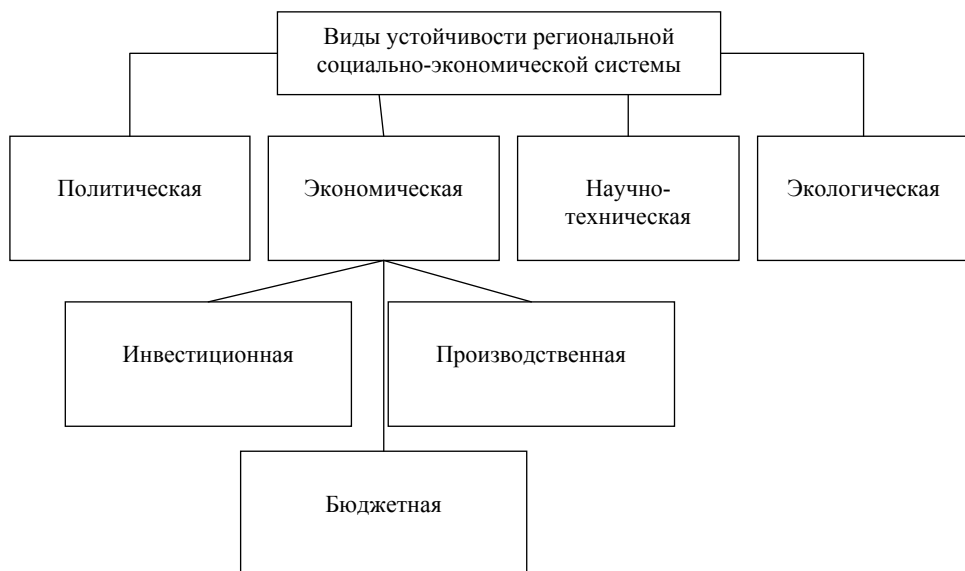 Виды устойчивости региональной
социально-экономической системы
Политическая
Экономическая
Научно-
техническая
Экологическая
Инвестиционная
Производственная
Бюджетная